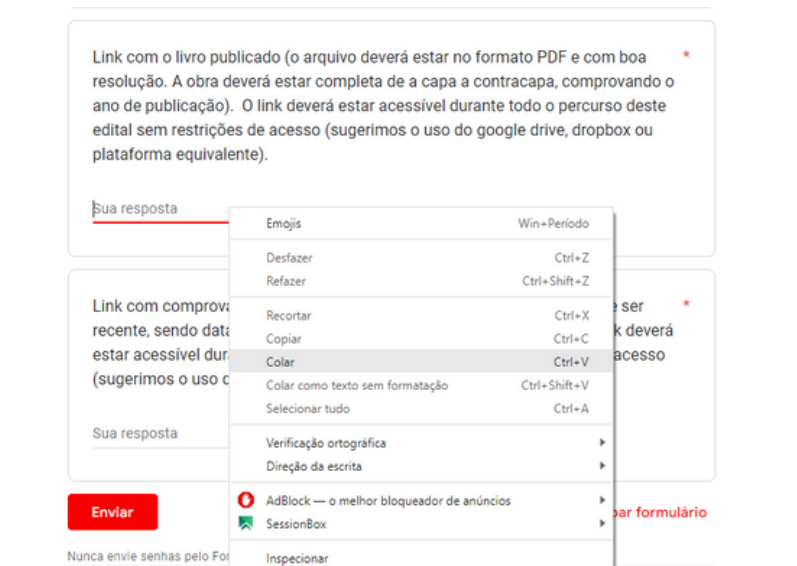 Link com o livro publicado (o arquivo deverá estar no formato PDF e com boa *
resolução. A obra deverá estar completa de a capa a contracapa, comprovando o
ano de publicação). O link deverá estar acessível durante todo o percurso deste
edital sem restrições de acesso (sugerimos o uso do google drive, dropbox ou
plataforma equivalente).
Sua resposta
Emojis Win+Período
Desfazer Ctrl+Z
Refazer Ctrl+Shift+Z
Link com ser *
recente, sendo deverá
Recortar Ctrl+X
Copiar Ctrl+C
estar acessível acesso
Colar Ctrl+V
(sugerimos o uso
Colar como texto sem formatação Ctrl+Shift+V
Selecionar tudo Ctrl+A
Sua resposta
Verificação ortográfica
Direção da escrita
AdBlock — o melhor bloqueador de anúncios
Enviar formulário
SessionBox
Nunca envie senhas pelo
Inspecionar